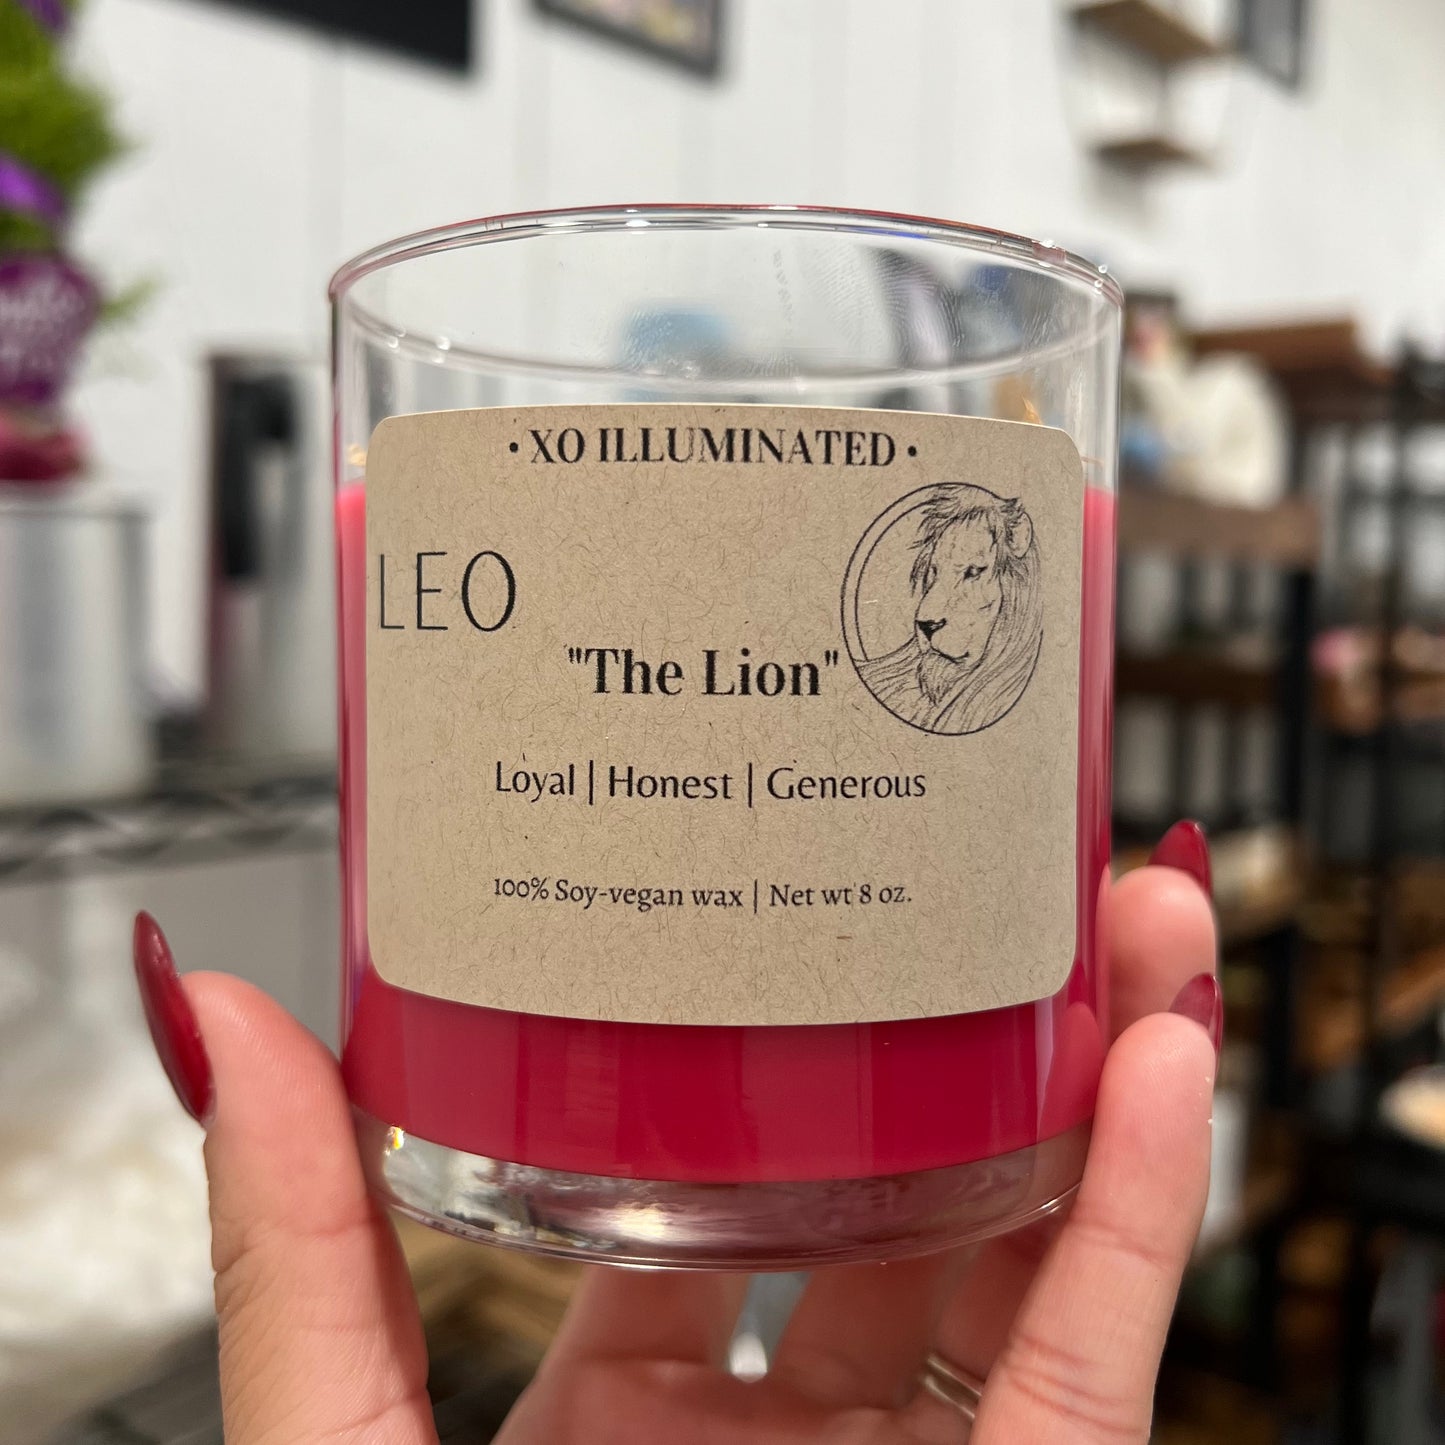 • XO ILLUMINATED •
LEO
"The Lion"
Loyal | Honest | Generous
100% Soy-vegan wax | Net wt 8 oz.